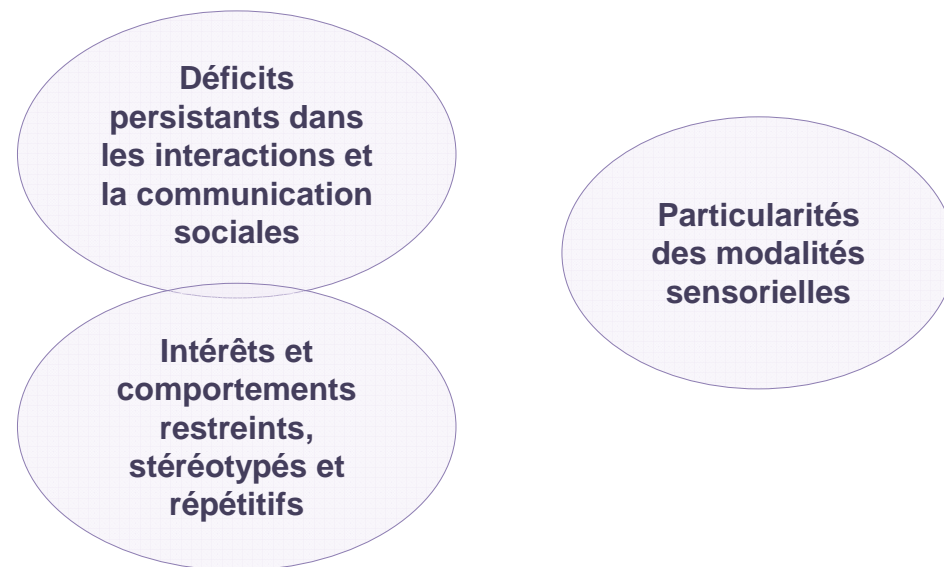 Déficits
persistants dans
les interactions et
la communication
sociales
Particularités
des modalités
sensorielles
Intérêts et
comportements
restreints,
stéréotypés et
répétitifs